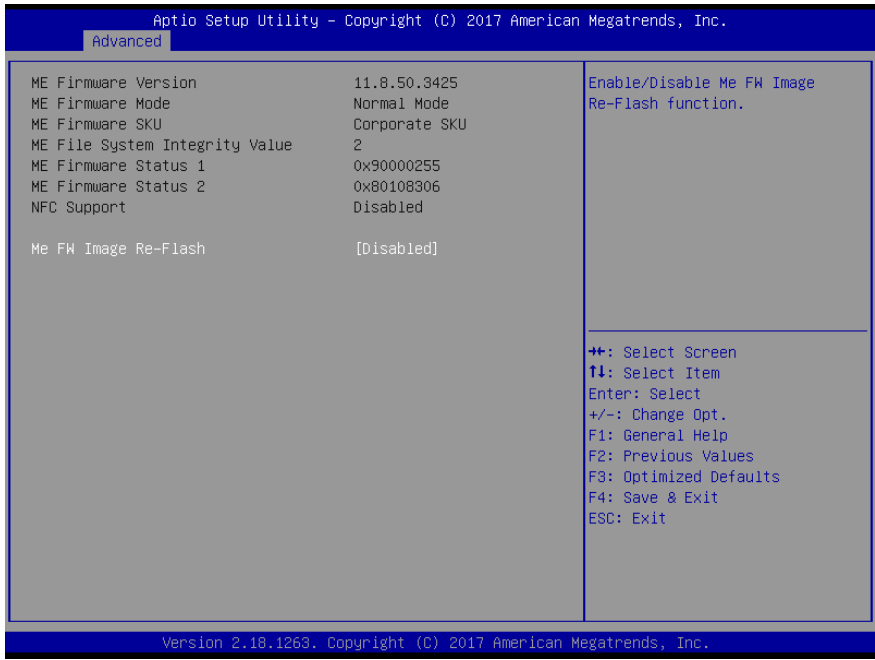 Aptio Setup Utility – Copyright (C) 2017 American Megatrends, Inc.
Advanced
ME Firmware Version 11.8.50.3425
ME Firmware Mode Normal Mode
ME Firmware SKU Corporate SKU
ME File System Integrity Value 2
ME Firmware Status 1 0x90000255
ME Firmware Status 2 0x80108306
NFC Support Disabled
Me FW Image Re-Flash [Disabled]
Enable/Disable Me FW Image
Re-Flash function.
→←: Select Screen
↑↓: Select Item
Enter: Select
+/-: Change Opt.
F1: General Help
F2: Previous Values
F3: Optimized Defaults
F4: Save & Exit
ESC: Exit
Version 2.18.1263. Copyright (C) 2017 American Megatrends, Inc.